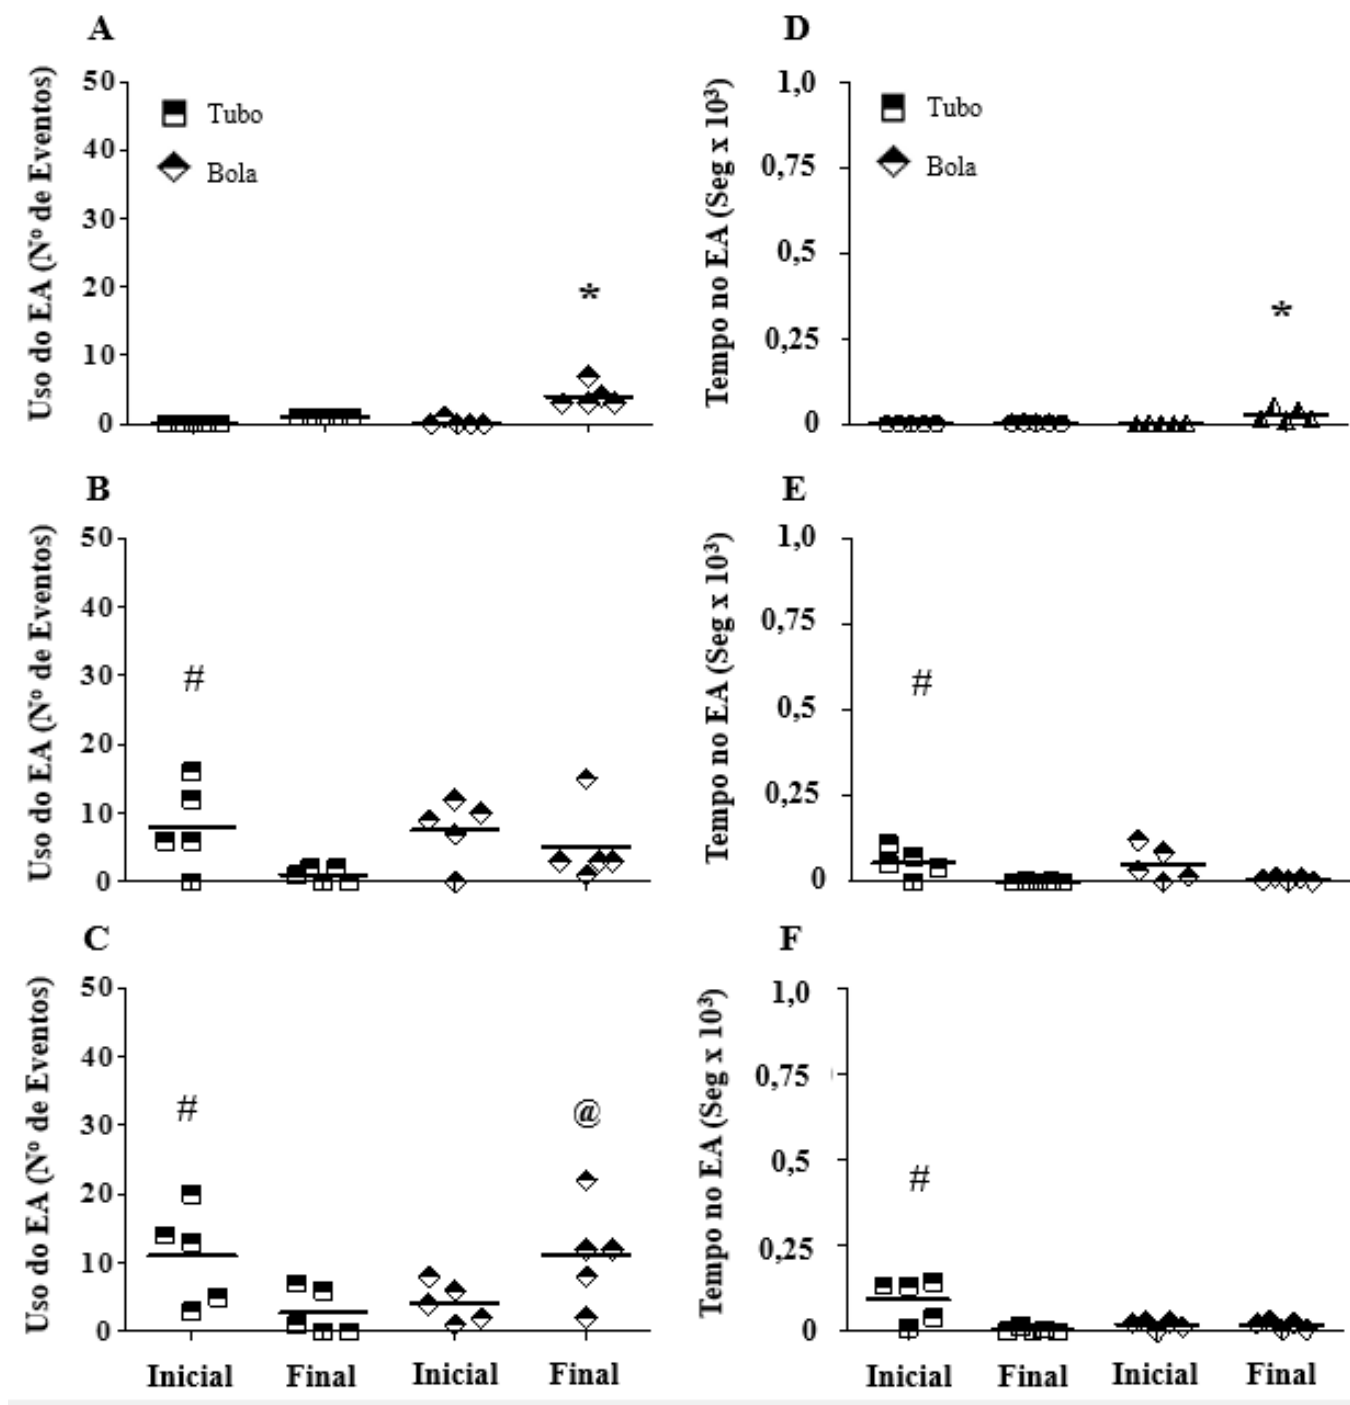 A
Uso do EA (Nº de Eventos)
50
40
30
20
10
0
Tubo
Bola
*
D
Tempo no EA (Seg x 10³)
1,0
0,75
0,5
0,25
0
Tubo
Bola
*
B
Uso do EA (Nº de Eventos)
50
40
30
20
10
0
#
E
Tempo no EA (Seg x 10³)
1,0
0,75
0,5
0,25
0
#
C
Uso do EA (Nº de Eventos)
50
40
30
20
10
0
#
@
Inicial Final Inicial Final
F
Tempo no EA (Seg x 10³)
1,0
0,75
0,5
0,25
0
#
Inicial Final Inicial Final